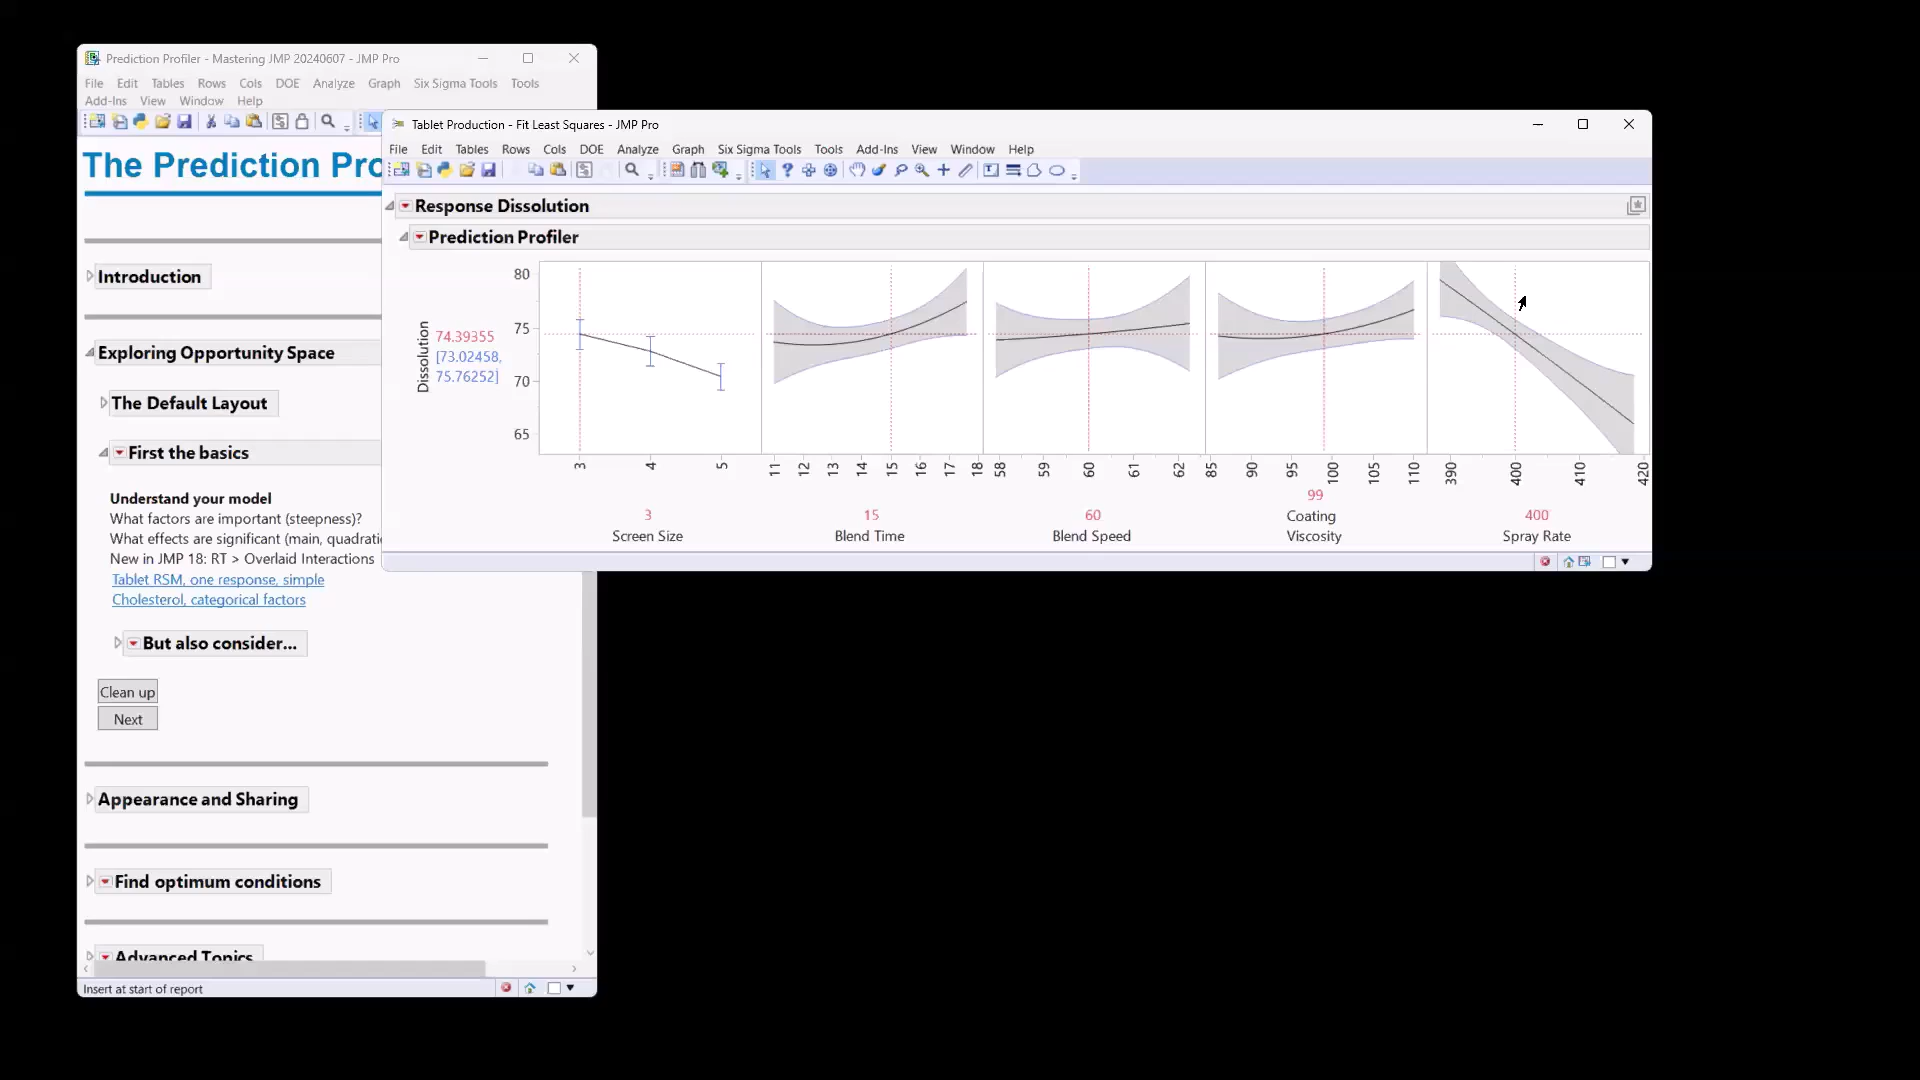 Prediction Profiler - Mastering JMP 20240607 - JMP Pro
File Edit Tables Rows Cols DOE Analyze Graph Six Sigma Tools Tools
Add-Ins View Window Help
The Prediction Pro
Introduction
Exploring Opportunity Space
The Default Layout
First the basics
Understand your model
What factors are important (steepness)?
What effects are significant (main, quadrati
New in JMP 18: RT > Overlaid Interactions
Tablet RSM, one response, simple
Cholesterol, categorical factors
But also consider...
Clean up
Next
Appearance and Sharing
Find optimum conditions
Advanced Topics
Insert at start of report
Tablet Production - Fit Least Squares - JMP Pro
File Edit Tables Rows Cols DOE Analyze Graph Six Sigma Tools Tools Add-Ins View Window Help
Response Dissolution
Prediction Profiler
Dissolution
74.39355
[73.02458,
75.76252]
80
75
70
65
3 4 5 11 12 13 14 15 16 17 18 58 59 60 61 62 85 90 95 100 105 110 390 400 410 420
3 15 60 99 400
Screen Size Blend Time Blend Speed Coating Viscosity Spray Rate